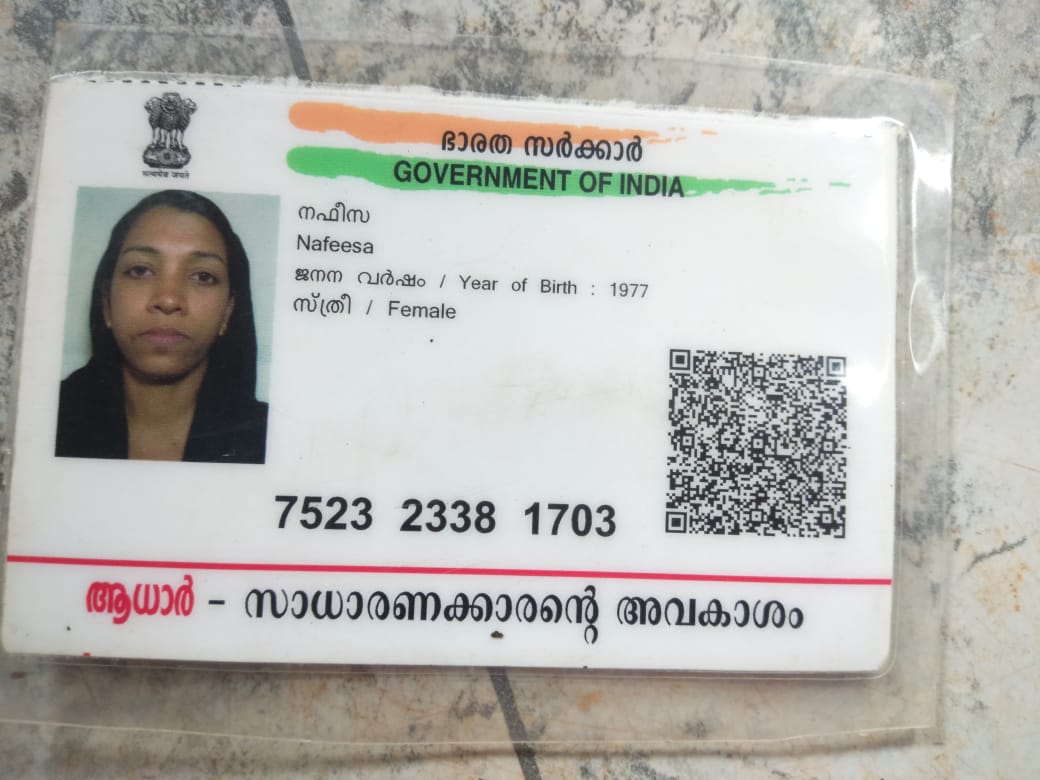 सत्यमेव जयते
ഭാരത സർക്കാർ
GOVERNMENT OF INDIA
നഫീസ
Nafeesa
ജനന വർഷം / Year of Birth : 1977
സ്ത്രീ / Female
7523 2338 1703
ആധാർ – സാധാരണക്കാരന്റെ അവകാശം